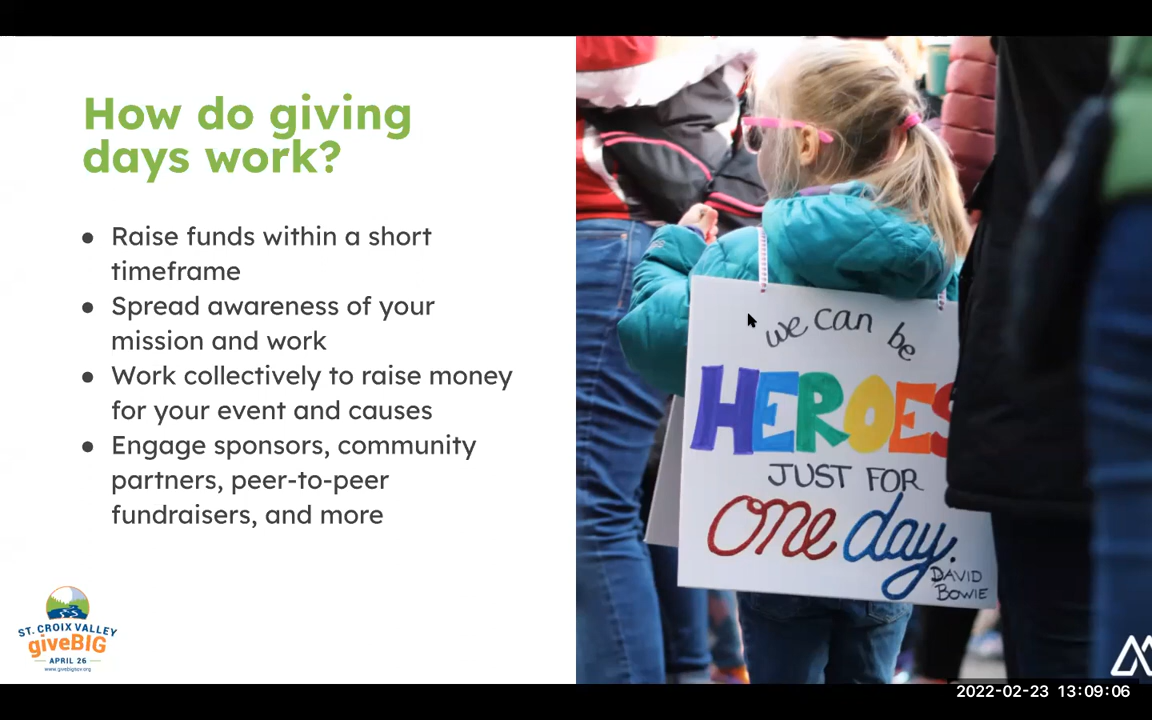 How do giving
days work?
Raise funds within a short
timeframe
Spread awareness of your
mission and work
Work collectively to raise money
for your event and causes
Engage sponsors, community
partners, peer-to-peer
fundraisers, and more
we can be
HEROES
JUST FOR
one day.
DAVID
BOWIE
ST. CROIX VALLEY
giveBIG
APRIL 26
www.givebigscv.org
2022-02-23 13:09:06